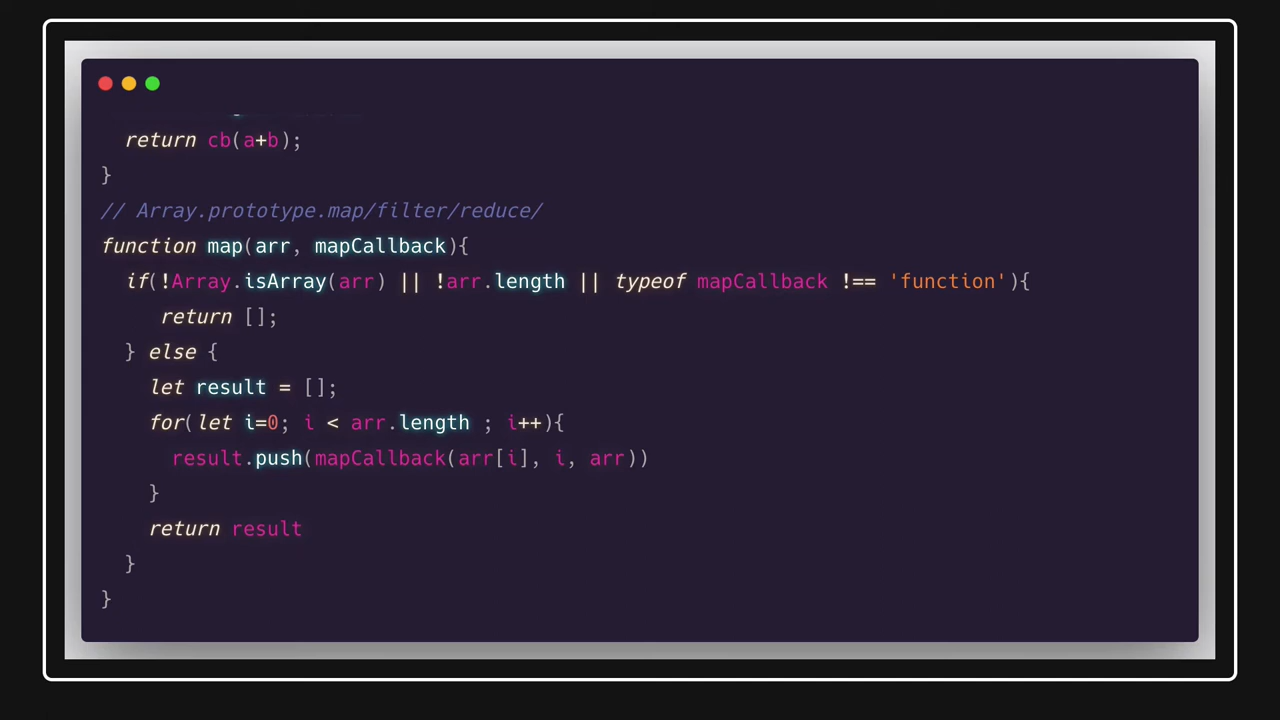 return cb(a+b);
}
// Array.prototype.map/filter/reduce/
function map(arr, mapCallback){
if(!Array.isArray(arr) || !arr.length || typeof mapCallback !== 'function'){
return [];
} else {
let result = [];
for(let i=0; i < arr.length ; i++){
result.push(mapCallback(arr[i], i, arr))
}
return result
}
}